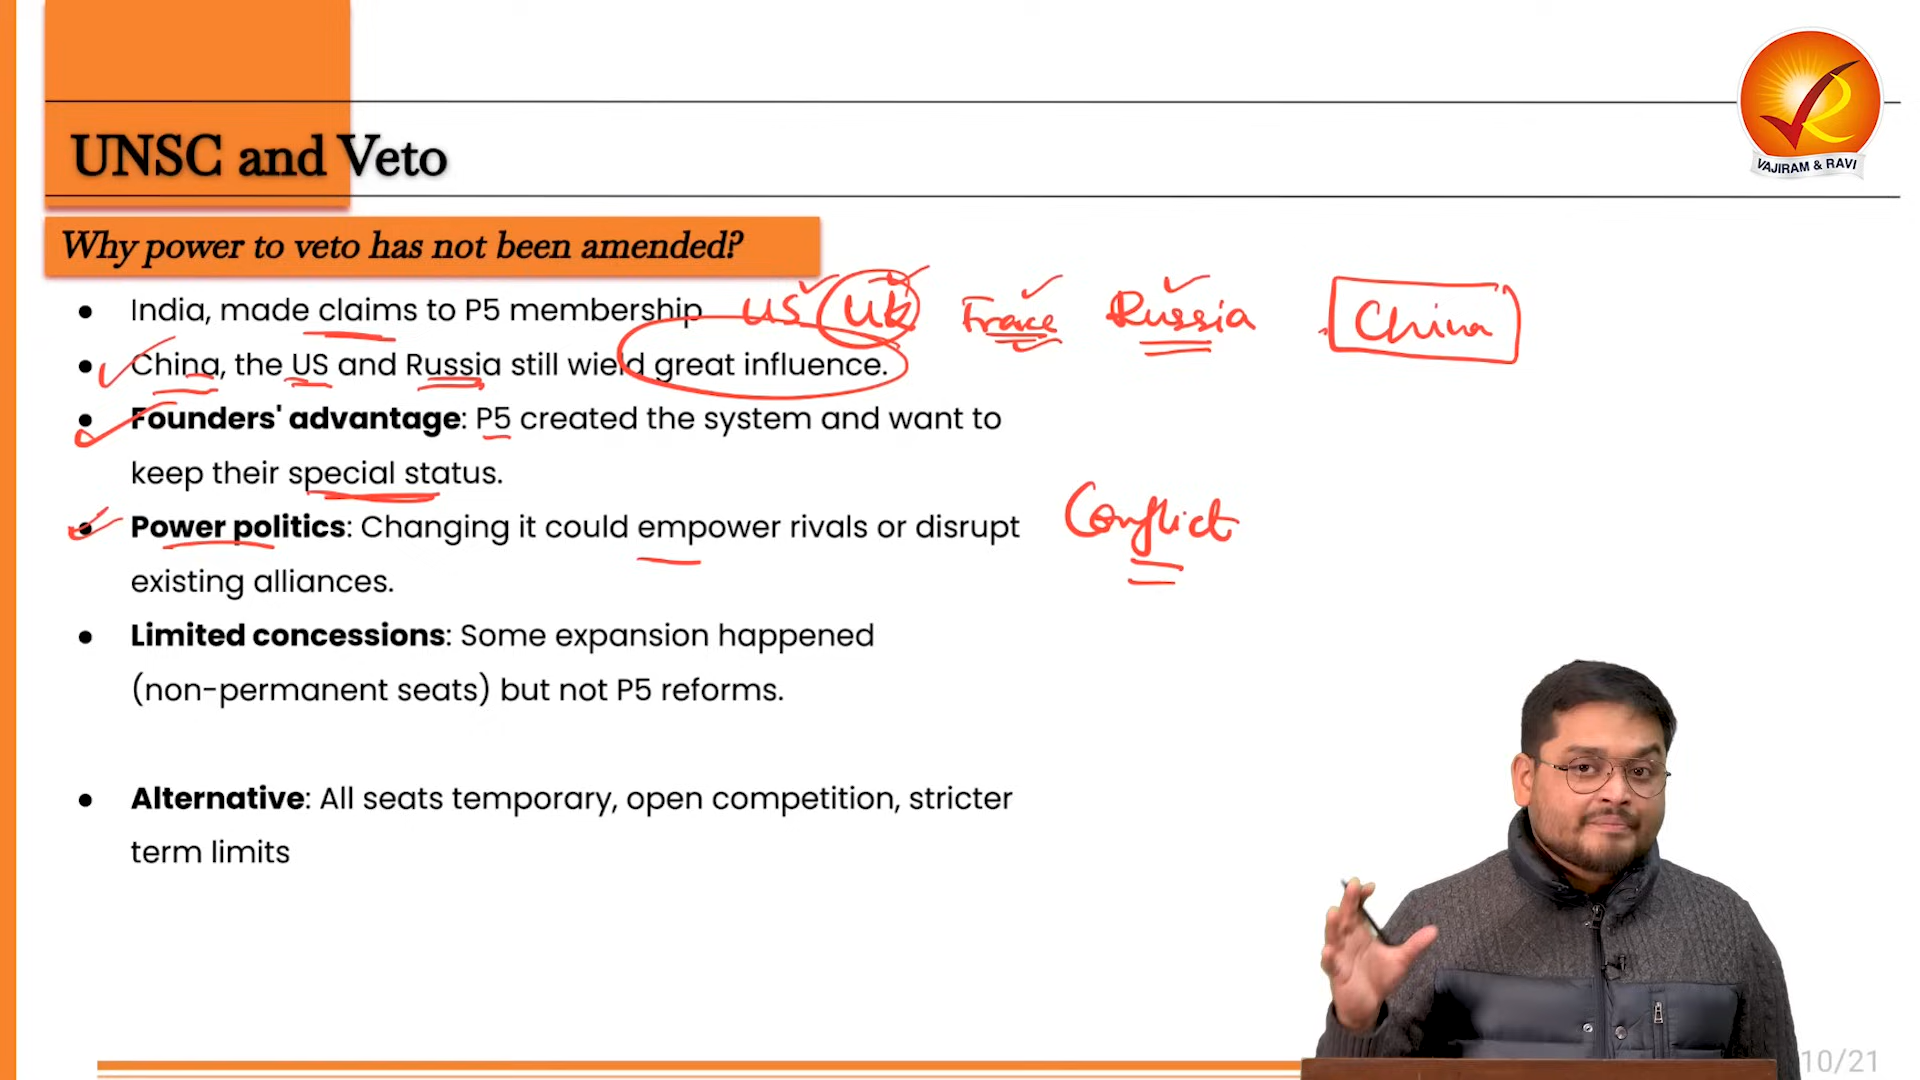 VAJIRAM & RAVI
UNSC and Veto
Why power to veto has not been amended?
● India, made claims to P5 membership US UK France Russia China
● China, the US and Russia still wield great influence.
● Founders' advantage: P5 created the system and want to
keep their special status.
● Power politics: Changing it could empower rivals or disrupt Conflict
existing alliances.
● Limited concessions: Some expansion happened
(non-permanent seats) but not P5 reforms.
● Alternative: All seats temporary, open competition, stricter
term limits
10/21